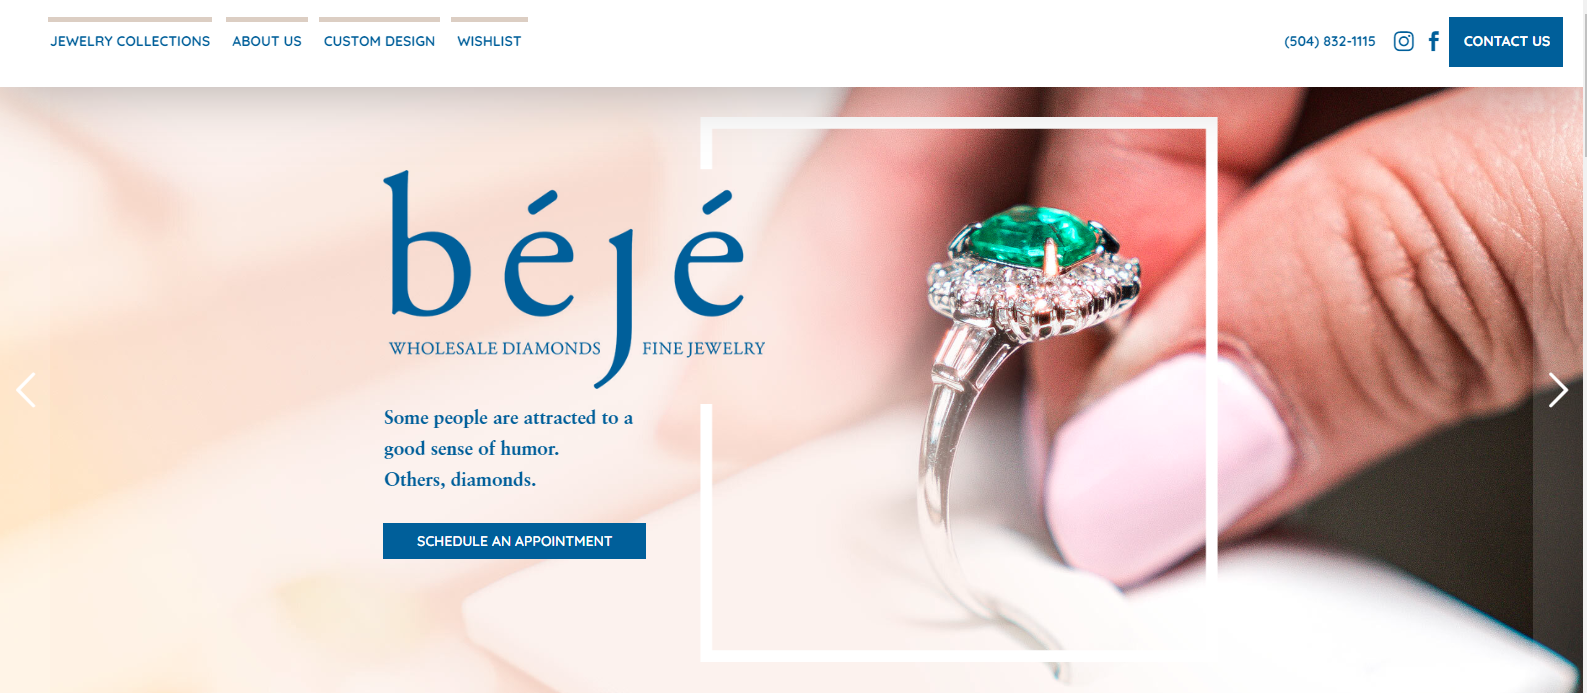 JEWELRY COLLECTIONS ABOUT US CUSTOM DESIGN WISHLIST (504) 832-1115 CONTACT US
béjé
WHOLESALE DIAMONDS FINE JEWELRY
Some people are attracted to a
good sense of humor.
Others, diamonds.
SCHEDULE AN APPOINTMENT